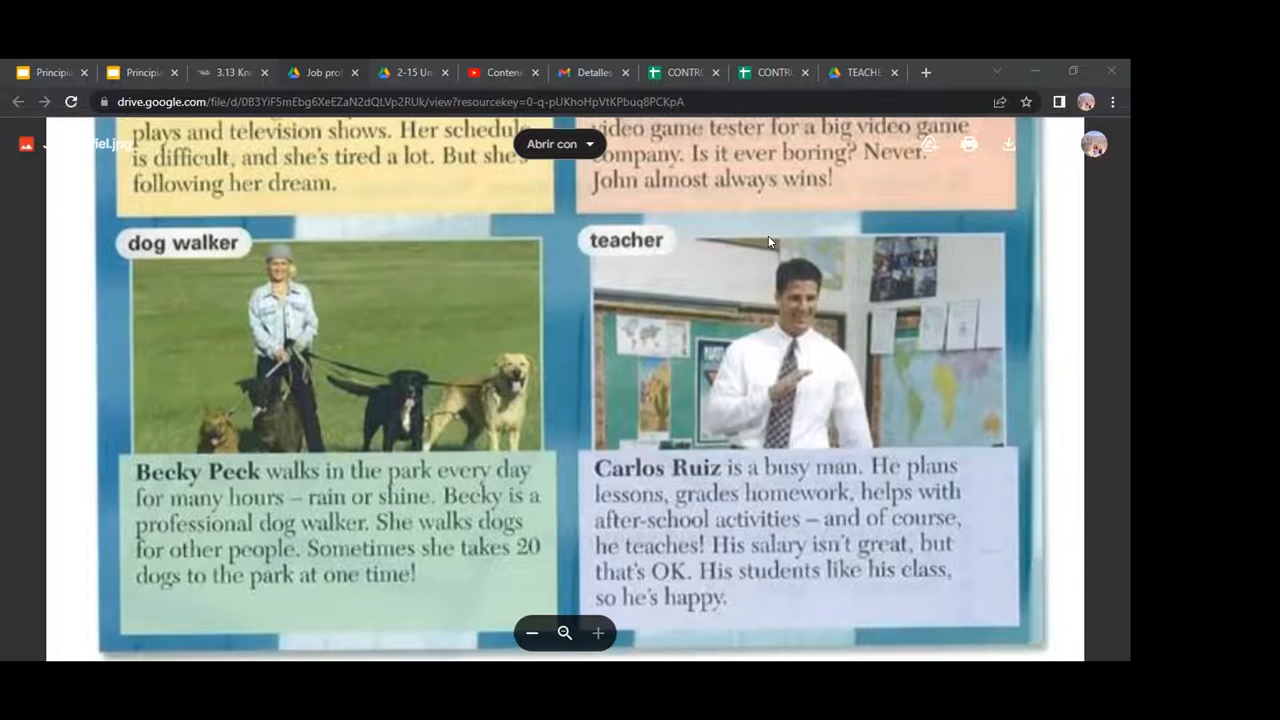 Principi
Principi
3.13 Kn
Job pro
2-15 Un
Conten
Detalles
CONTR
CONTR
TEACHE
drive.google.com/file/d/0B3YiF5mEbg6XeEZaN2dQLVp2RUk/view?resourcekey=0-q-pUKhoHpVtKPbuq8PCKpA
Abrir con
plays and television shows. Her schedule
is difficult, and she's tired a lot. But she's
following her dream.
video game tester for a big video game
company. Is it ever boring? Never.
John almost always wins!
dog walker
Becky Peck walks in the park every day
for many hours – rain or shine. Becky is a
professional dog walker. She walks dogs
for other people. Sometimes she takes 20
dogs to the park at one time!
teacher
Carlos Ruiz is a busy man. He plans
lessons, grades homework, helps with
after-school activities – and of course,
he teaches! His salary isn't great, but
that's OK. His students like his class,
so he's happy.